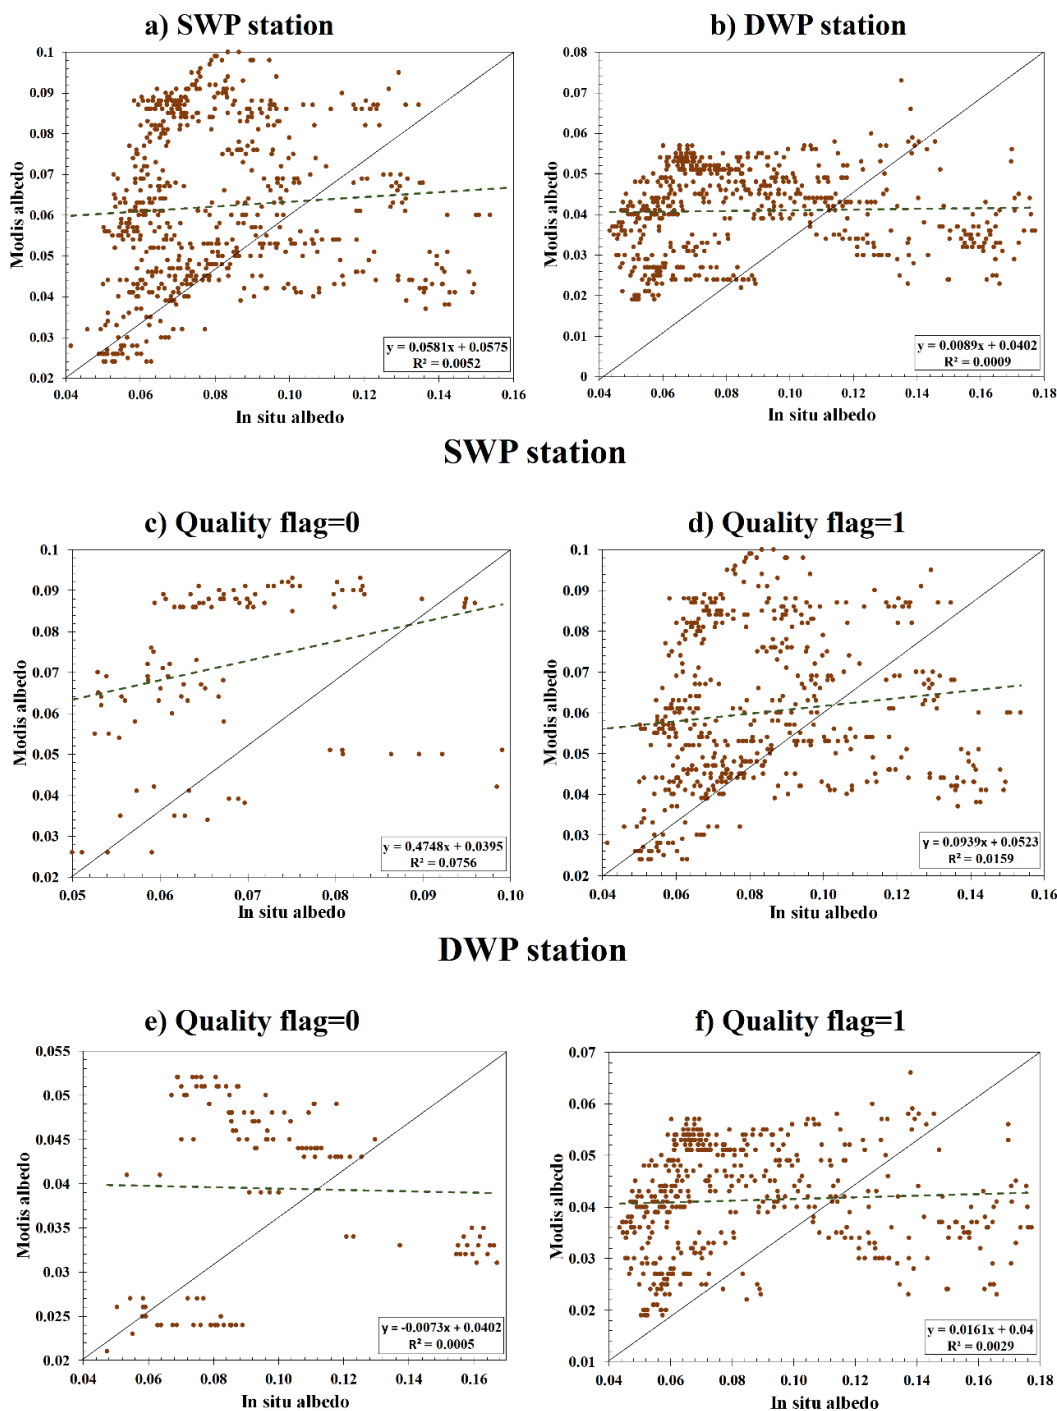 a) SWP station
b) DWP station
0.1
0.09
0.08
0.07
0.06
0.05
0.04
0.03
0.02
Modis albedo
0.04 0.06 0.08 0.10 0.12 0.14 0.16
In situ albedo
y = 0.0581x + 0.0575
R² = 0.0052
0.08
0.07
0.06
0.05
0.04
0.03
0.02
0.01
0
Modis albedo
0.04 0.06 0.08 0.10 0.12 0.14 0.16 0.18
In situ albedo
y = 0.0089x + 0.0402
R² = 0.0009
SWP station
c) Quality flag=0
d) Quality flag=1
0.1
0.09
0.08
0.07
0.06
0.05
0.04
0.03
0.02
Modis albedo
0.05 0.06 0.07 0.08 0.09 0.10
In situ albedo
y = 0.4748x + 0.0395
R² = 0.0756
0.1
0.09
0.08
0.07
0.06
0.05
0.04
0.03
0.02
Modis albedo
0.04 0.06 0.08 0.10 0.12 0.14 0.16
In situ albedo
y = 0.0939x + 0.0523
R² = 0.0159
DWP station
e) Quality flag=0
f) Quality flag=1
0.055
0.05
0.045
0.04
0.035
0.03
0.025
0.02
Modis albedo
0.04 0.06 0.08 0.10 0.12 0.14 0.16
In situ albedo
y = -0.0073x + 0.0402
R² = 0.0005
0.07
0.06
0.05
0.04
0.03
0.02
0.01
Modis albedo
0.04 0.06 0.08 0.10 0.12 0.14 0.16 0.18
In situ albedo
y = 0.0161x + 0.04
R² = 0.0029